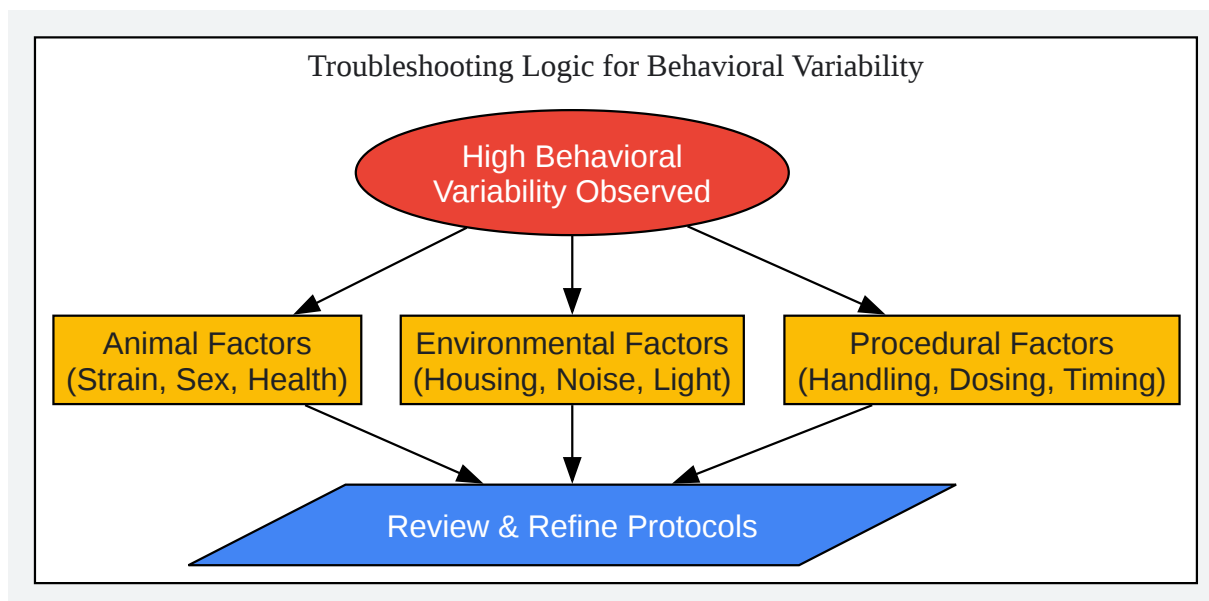 Troubleshooting Logic for Behavioral Variability
High Behavioral
Variability Observed
Animal Factors
(Strain, Sex, Health)
Environmental Factors
(Housing, Noise, Light)
Procedural Factors
(Handling, Dosing, Timing)
Review & Refine Protocols